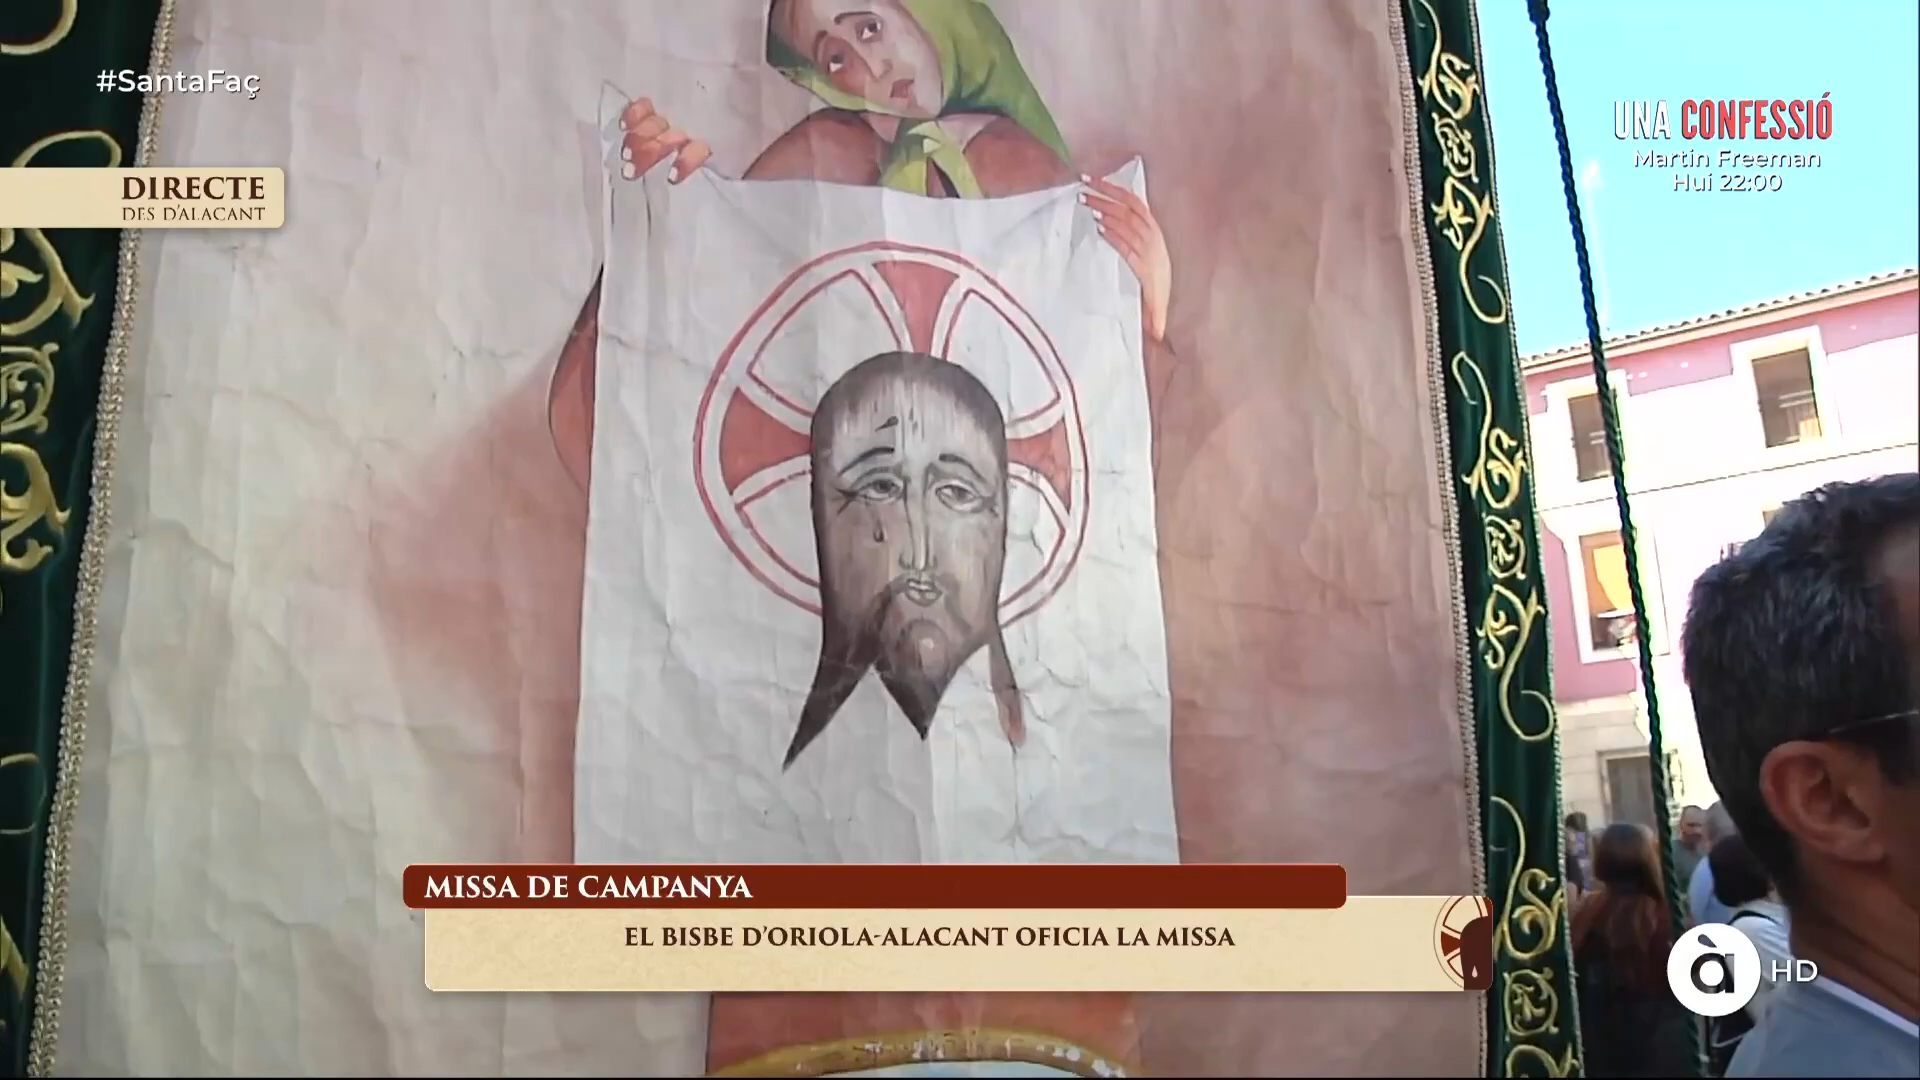 #SantaFaç
DIRECTE
DES D'ALACANT
UNA CONFESSIÓ
Martin Freeman
Hui 22:00
MISSA DE CAMPANYA
EL BISBE D'ORIOLA-ALACANT OFICIA LA MISSA
à HD